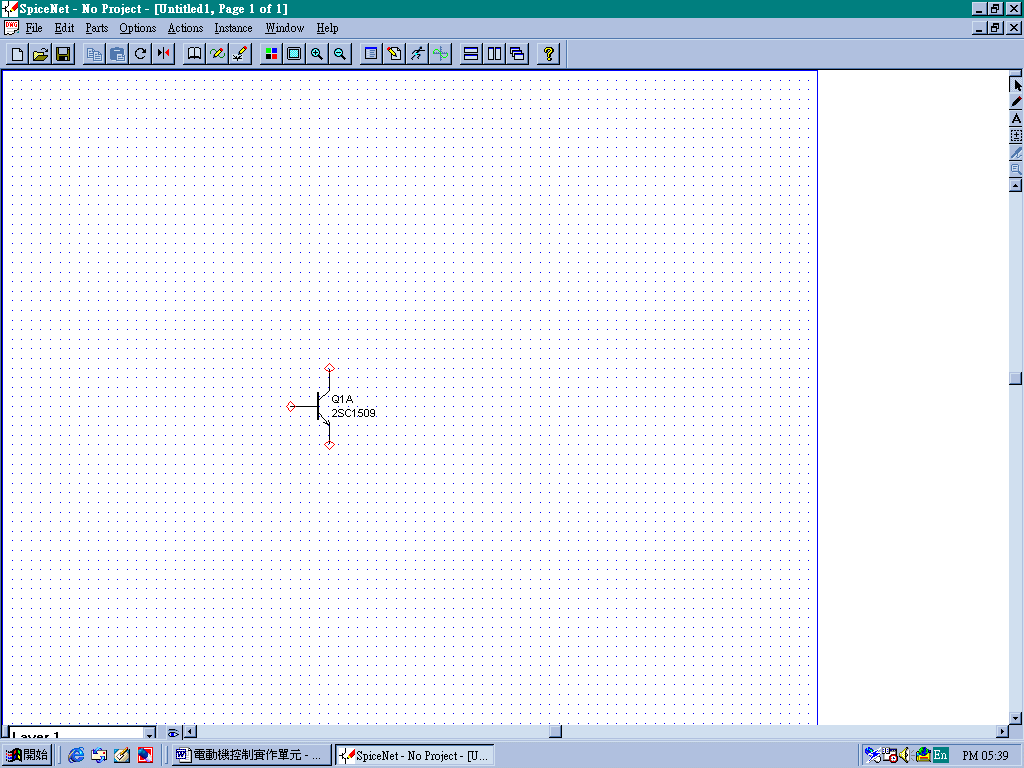 SpiceNet - No Project - [Untitled1, Page 1 of 1]
File Edit Parts Options Actions Instance Window Help
Q1A
2SC1509
Layer 1
開始 電動機控制實作單元 - ... SpiceNet - No Project - [U... En PM 05:39